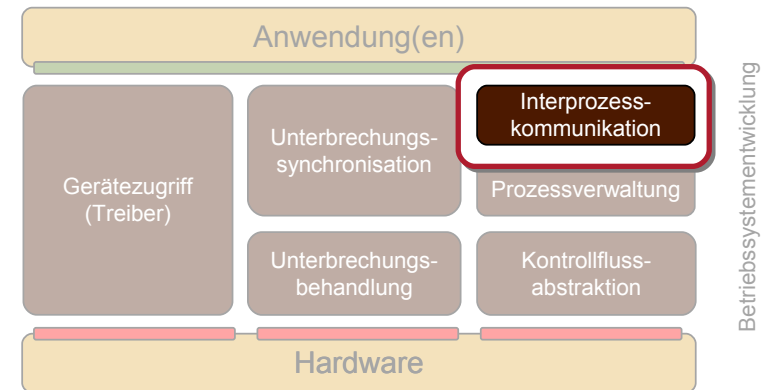 Anwendung(en)
Gerätezugriff
(Treiber)
Unterbrechungs-
synchronisation
Interprozess-
kommunikation
Prozessverwaltung
Unterbrechungs-
behandlung
Kontrollfluss-
abstraktion
Hardware
Betriebssystementwicklung